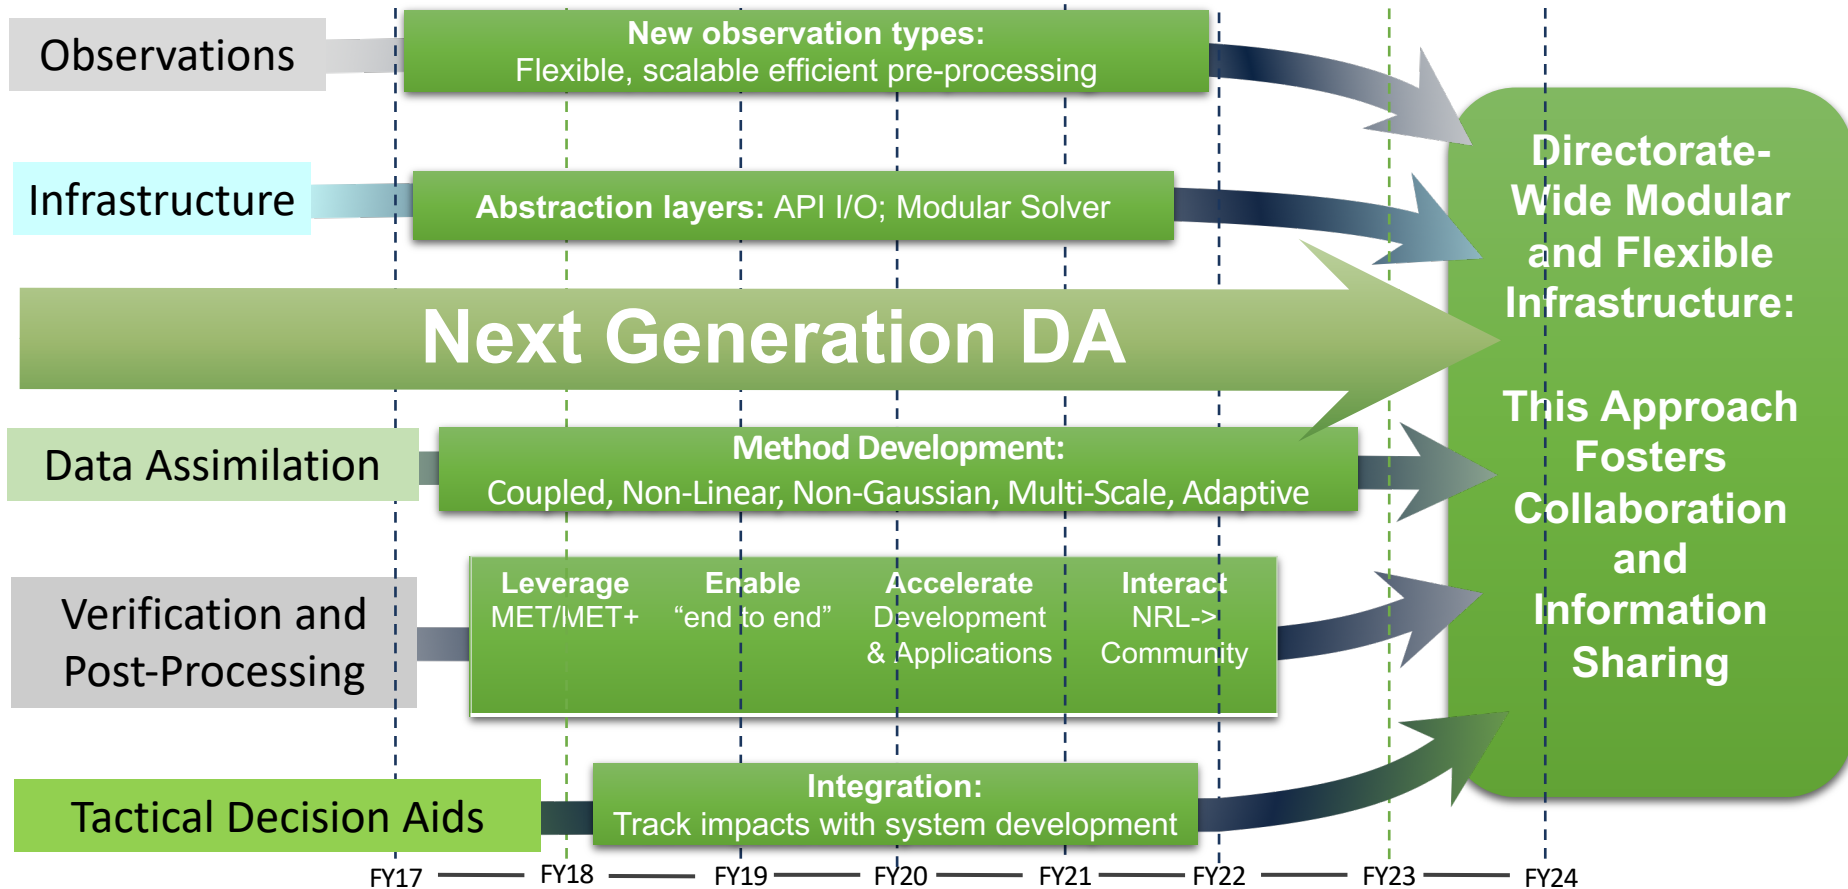 Observations
New observation types:
Flexible, scalable efficient pre-processing
Infrastructure
Abstraction layers: API I/O; Modular Solver
Next Generation DA
Data Assimilation
Method Development:
Coupled, Non-Linear, Non-Gaussian, Multi-Scale, Adaptive
Verification and
Post-Processing
Leverage
MET/MET+
Enable
“end to end”
Accelerate
Development
& Applications
Interact
NRL->
Community
Tactical Decision Aids
Integration:
Track impacts with system development
Directorate-
Wide Modular
and Flexible
Infrastructure:
This Approach
Fosters
Collaboration
and
Information
Sharing
FY17 FY18 FY19 FY20 FY21 FY22 FY23 FY24